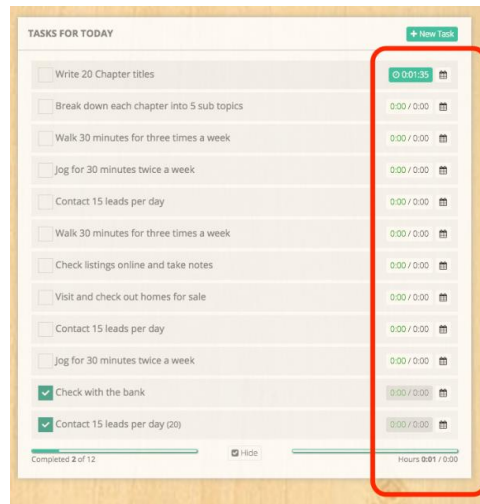 TASKS FOR TODAY + New Task
Write 20 Chapter titles 0:01:35
Break down each chapter into 5 sub topics 0:00 / 0:00
Walk 30 minutes for three times a week 0:00 / 0:00
Jog for 30 minutes twice a week 0:00 / 0:00
Contact 15 leads per day 0:00 / 0:00
Walk 30 minutes for three times a week 0:00 / 0:00
Check listings online and take notes 0:00 / 0:00
Visit and check out homes for sale 0:00 / 0:00
Contact 15 leads per day 0:00 / 0:00
Jog for 30 minutes twice a week 0:00 / 0:00
Check with the bank 0:00 / 0:00
Contact 15 leads per day (20) 0:00 / 0:00
Completed 2 of 12 Hide Hours 0:01 / 0:00